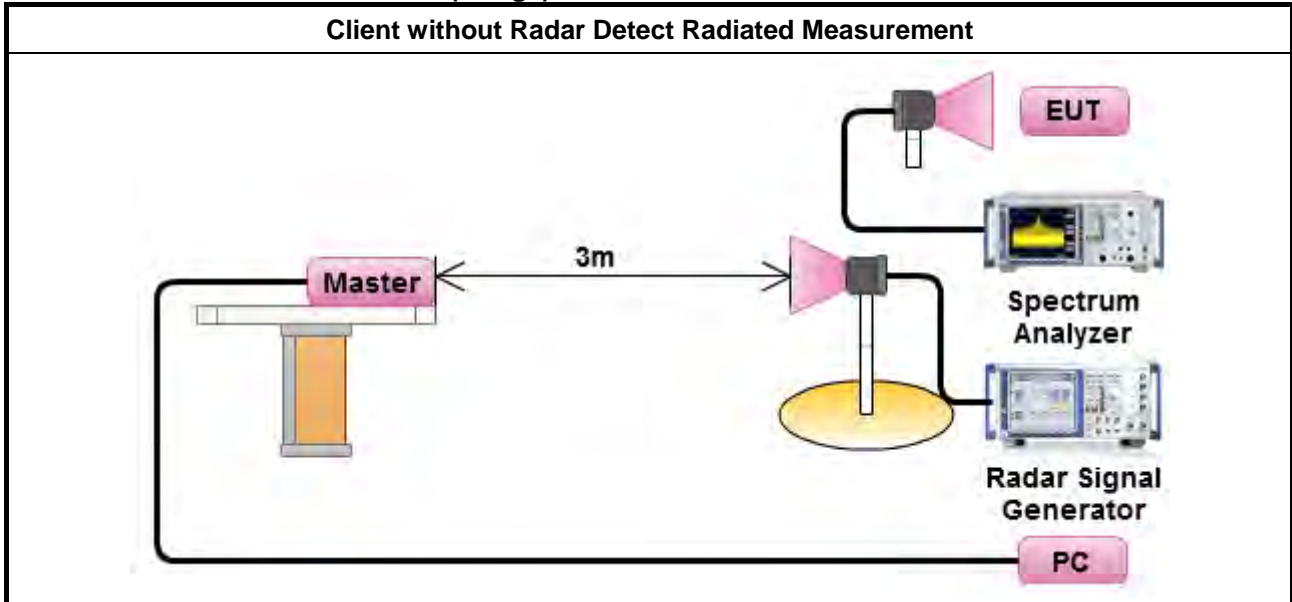 Client without Radar Detect Radiated Measurement
EUT
3m
Master
Spectrum
Analyzer
Radar Signal
Generator
PC